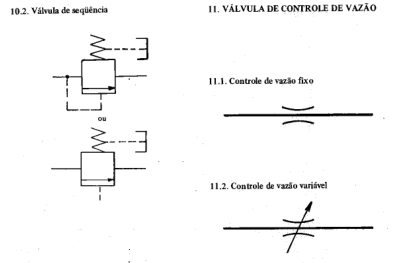 10.2. Válvula de seqüência
ou
11. VÁLVULA DE CONTROLE DE VAZÃO
11.1. Controle de vazão fixo
11.2. Controle de vazão variável